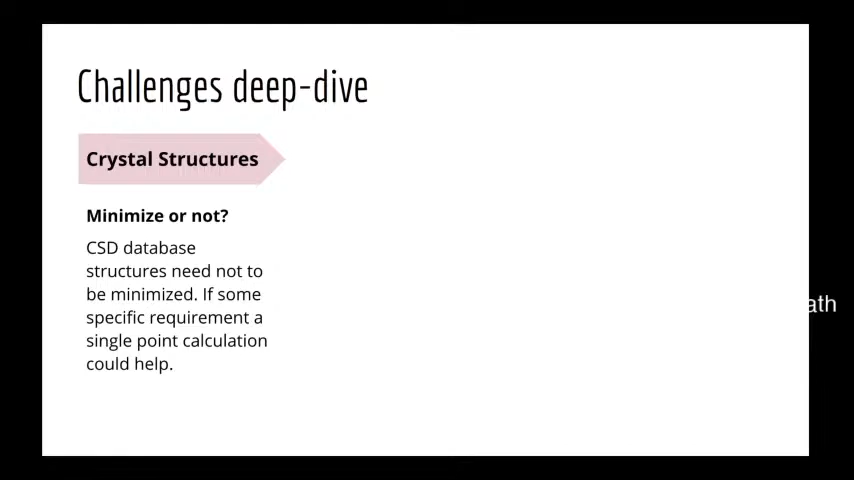 Challenges deep-dive
Crystal Structures
Minimize or not?
CSD database
structures need not to
be minimized. If some
specific requirement a
single point calculation
could help.
ath